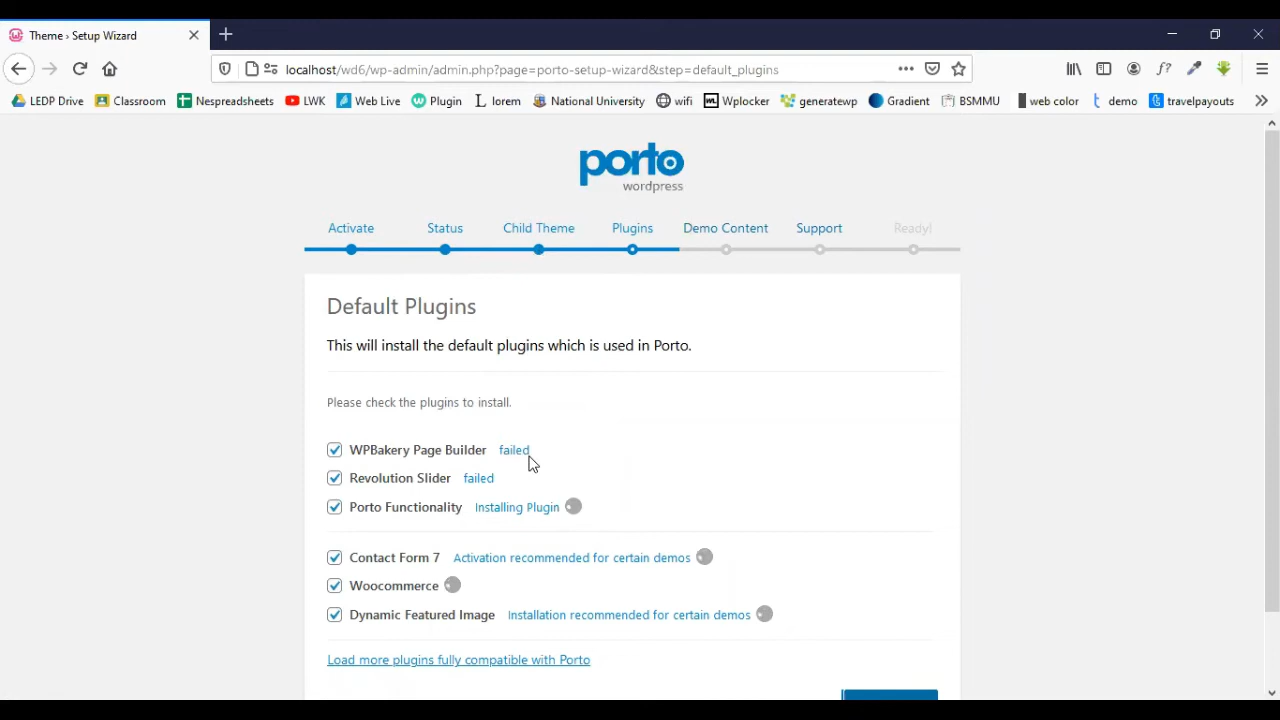 Theme › Setup Wizard
localhost/wd6/wp-admin/admin.php?page=porto-setup-wizard&step=default_plugins
LEDP Drive Classroom Nespreadsheets LWK Web Live Plugin lorem National University wifi Wplocker generatewp Gradient BSMMU web color demo travelpayouts
porto
wordpress
Activate Status Child Theme Plugins Demo Content Support Ready!
Default Plugins
This will install the default plugins which is used in Porto.
Please check the plugins to install.
WPBakery Page Builder failed
Revolution Slider failed
Porto Functionality Installing Plugin
Contact Form 7 Activation recommended for certain demos
Woocommerce
Dynamic Featured Image Installation recommended for certain demos
Load more plugins fully compatible with Porto